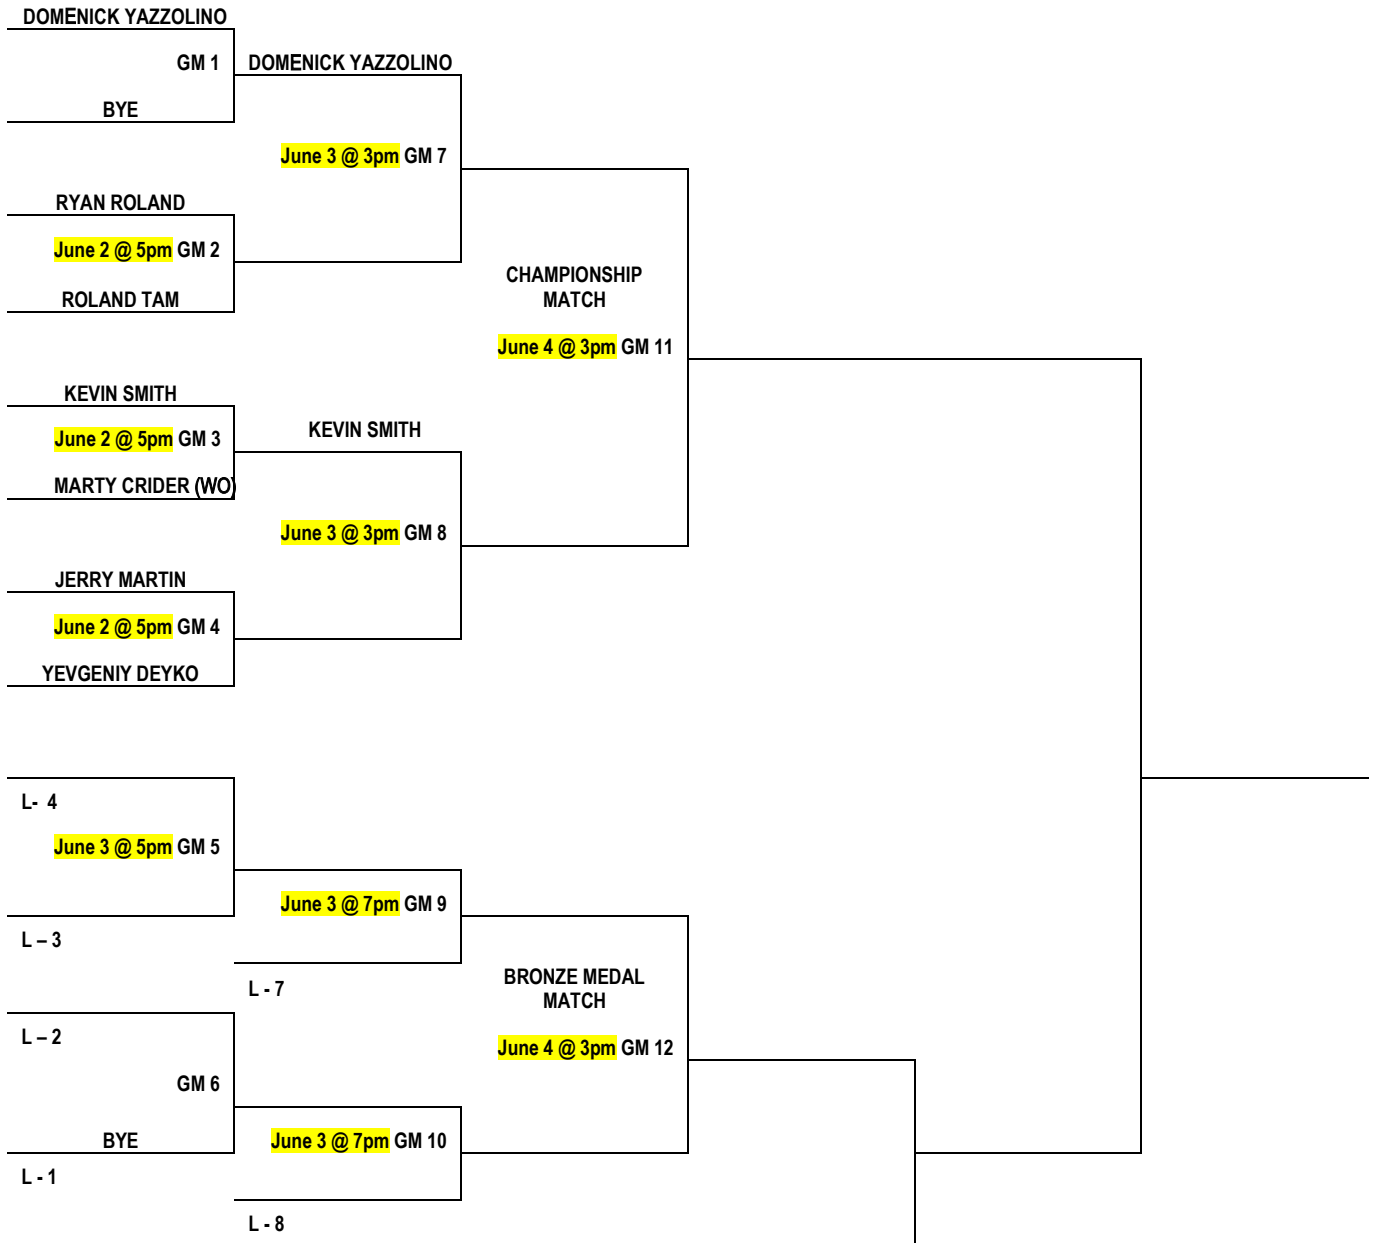 DOMENICK YAZZOLINO
GM 1
DOMENICK YAZZOLINO
BYE
June 3 @ 3pm GM 7
RYAN ROLAND
June 2 @ 5pm GM 2
CHAMPIONSHIP
MATCH
ROLAND TAM
June 4 @ 3pm GM 11
KEVIN SMITH
KEVIN SMITH
June 2 @ 5pm GM 3
MARTY CRIDER (WO)
June 3 @ 3pm GM 8
JERRY MARTIN
June 2 @ 5pm GM 4
YEVGENIY DEYKO
L- 4
June 3 @ 5pm GM 5
June 3 @ 7pm GM 9
L – 3
BRONZE MEDAL
MATCH
L - 7
L – 2
June 4 @ 3pm GM 12
GM 6
BYE
June 3 @ 7pm GM 10
L - 1
L - 8